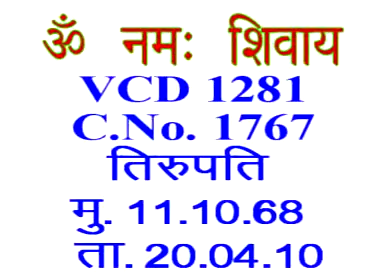 ॐ नमः शिवाय
VCD 1281
C.No. 1767
तिरुपति
मु. 11.10.68
ता. 20.04.10